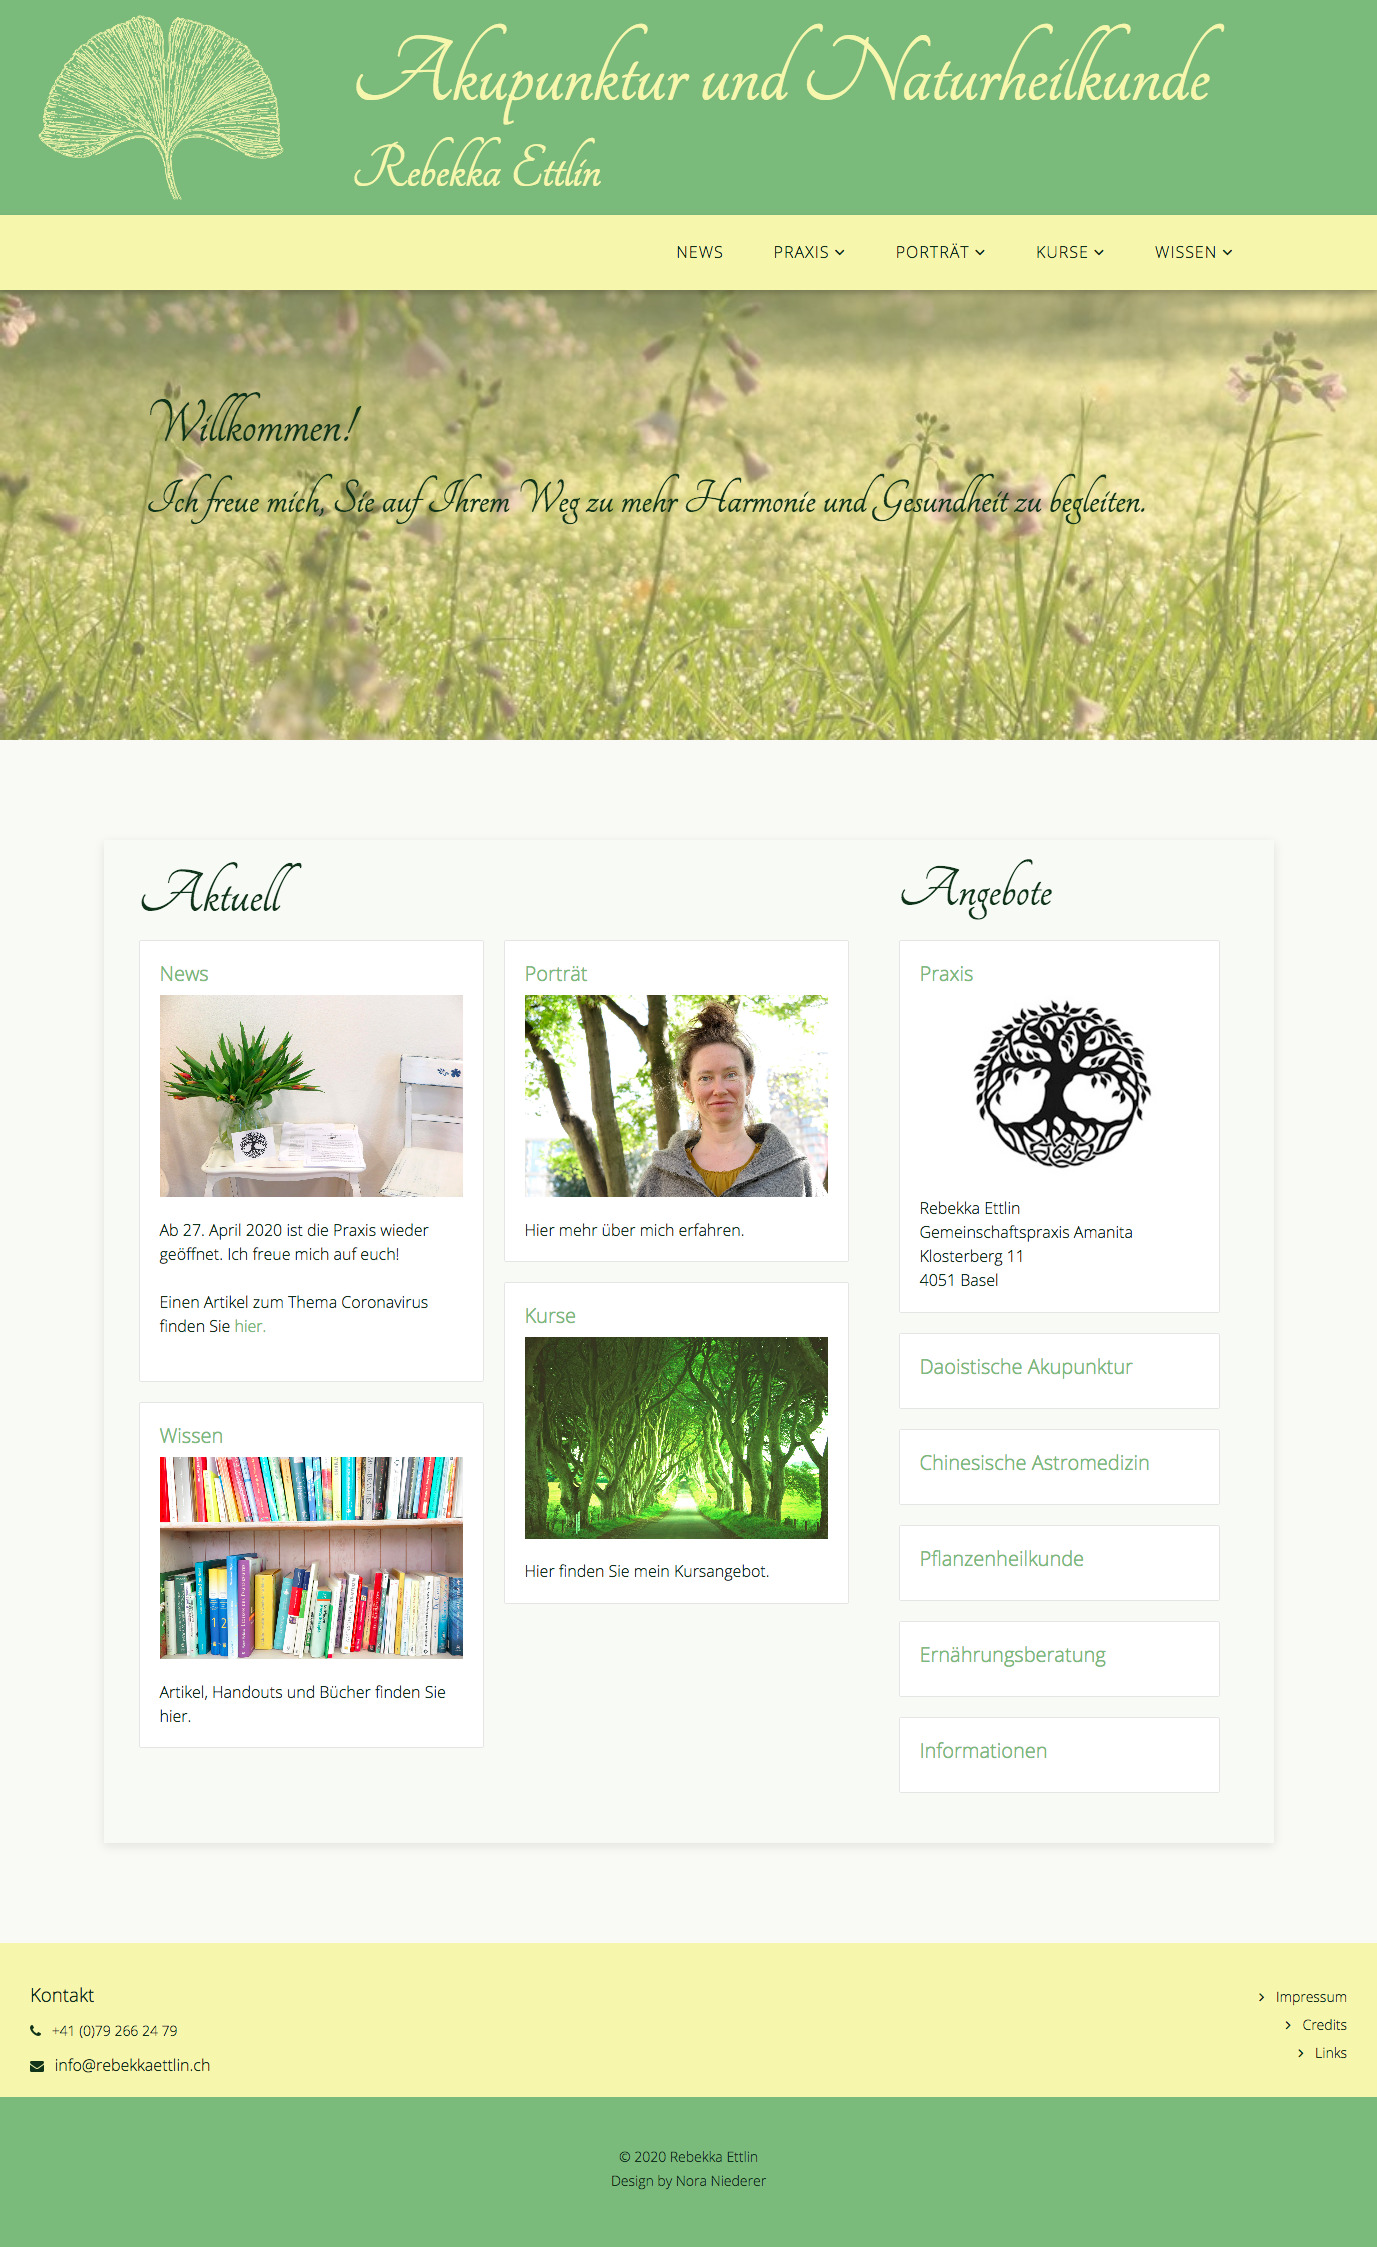 Akupunktur und Naturheilkunde
Rebekka Ettlin
NEWS
PRAXIS
PORTRÄT
KURSE
WISSEN
Willkommen!
Ich freue mich, Sie auf Ihrem Weg zu mehr Harmonie und Gesundheit zu begleiten.
Aktuell
News
Ab 27. April 2020 ist die Praxis wieder
geöffnet. Ich freue mich auf euch!
Einen Artikel zum Thema Coronavirus
finden Sie hier.
Wissen
1 2
Artikel, Handouts und Bücher finden Sie
hier.
Porträt
Hier mehr über mich erfahren.
Kurse
Hier finden Sie mein Kursangebot.
Angebote
Praxis
Rebekka Ettlin
Gemeinschaftspraxis Amanita
Klosterberg 11
4051 Basel
Daoistische Akupunktur
Chinesische Astromedizin
Pflanzenheilkunde
Ernährungsberatung
Informationen
Kontakt
+41 (0)79 266 24 79
info@rebekkaettlin.ch
Impressum
Credits
Links
© 2020 Rebekka Ettlin
Design by Nora Niederer